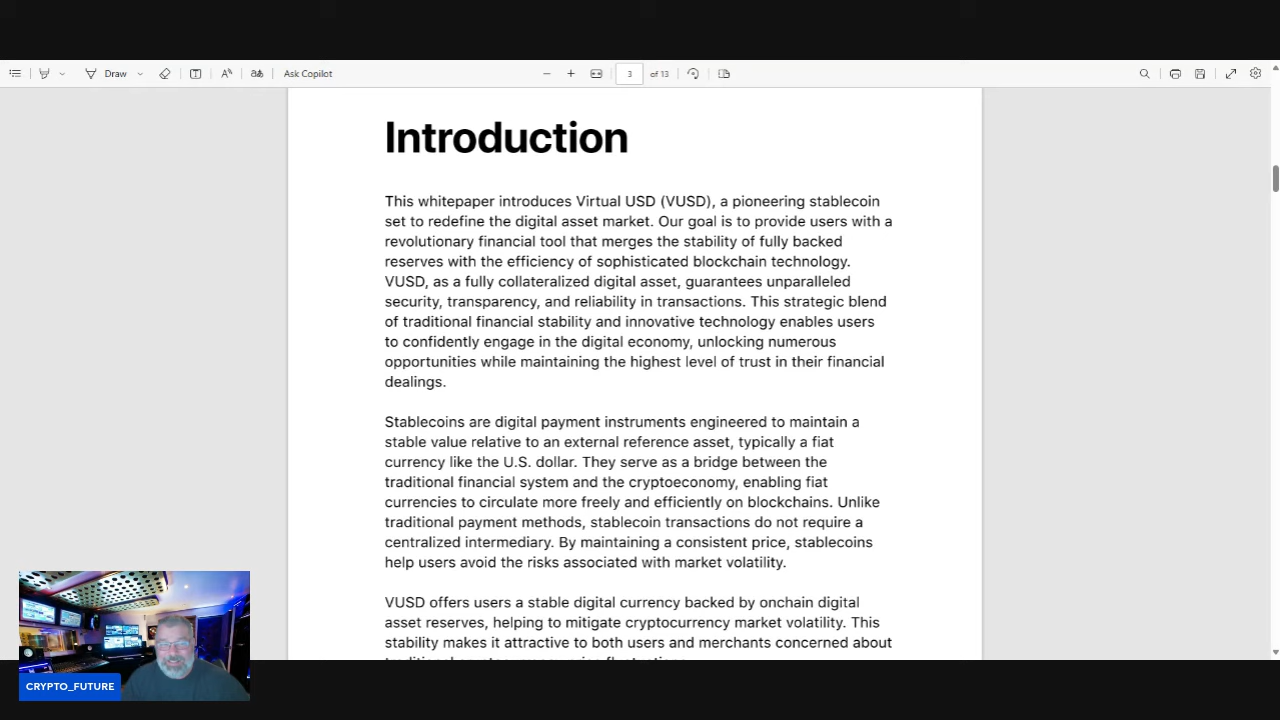 Draw
Ask Copilot
3
of 13
Introduction
This whitepaper introduces Virtual USD (VUSD), a pioneering stablecoin
set to redefine the digital asset market. Our goal is to provide users with a
revolutionary financial tool that merges the stability of fully backed
reserves with the efficiency of sophisticated blockchain technology.
VUSD, as a fully collateralized digital asset, guarantees unparalleled
security, transparency, and reliability in transactions. This strategic blend
of traditional financial stability and innovative technology enables users
to confidently engage in the digital economy, unlocking numerous
opportunities while maintaining the highest level of trust in their financial
dealings.
Stablecoins are digital payment instruments engineered to maintain a
stable value relative to an external reference asset, typically a fiat
currency like the U.S. dollar. They serve as a bridge between the
traditional financial system and the cryptoeconomy, enabling fiat
currencies to circulate more freely and efficiently on blockchains. Unlike
traditional payment methods, stablecoin transactions do not require a
centralized intermediary. By maintaining a consistent price, stablecoins
help users avoid the risks associated with market volatility.
VUSD offers users a stable digital currency backed by onchain digital
asset reserves, helping to mitigate cryptocurrency market volatility. This
stability makes it attractive to both users and merchants concerned about
CRYPTO_FUTURE